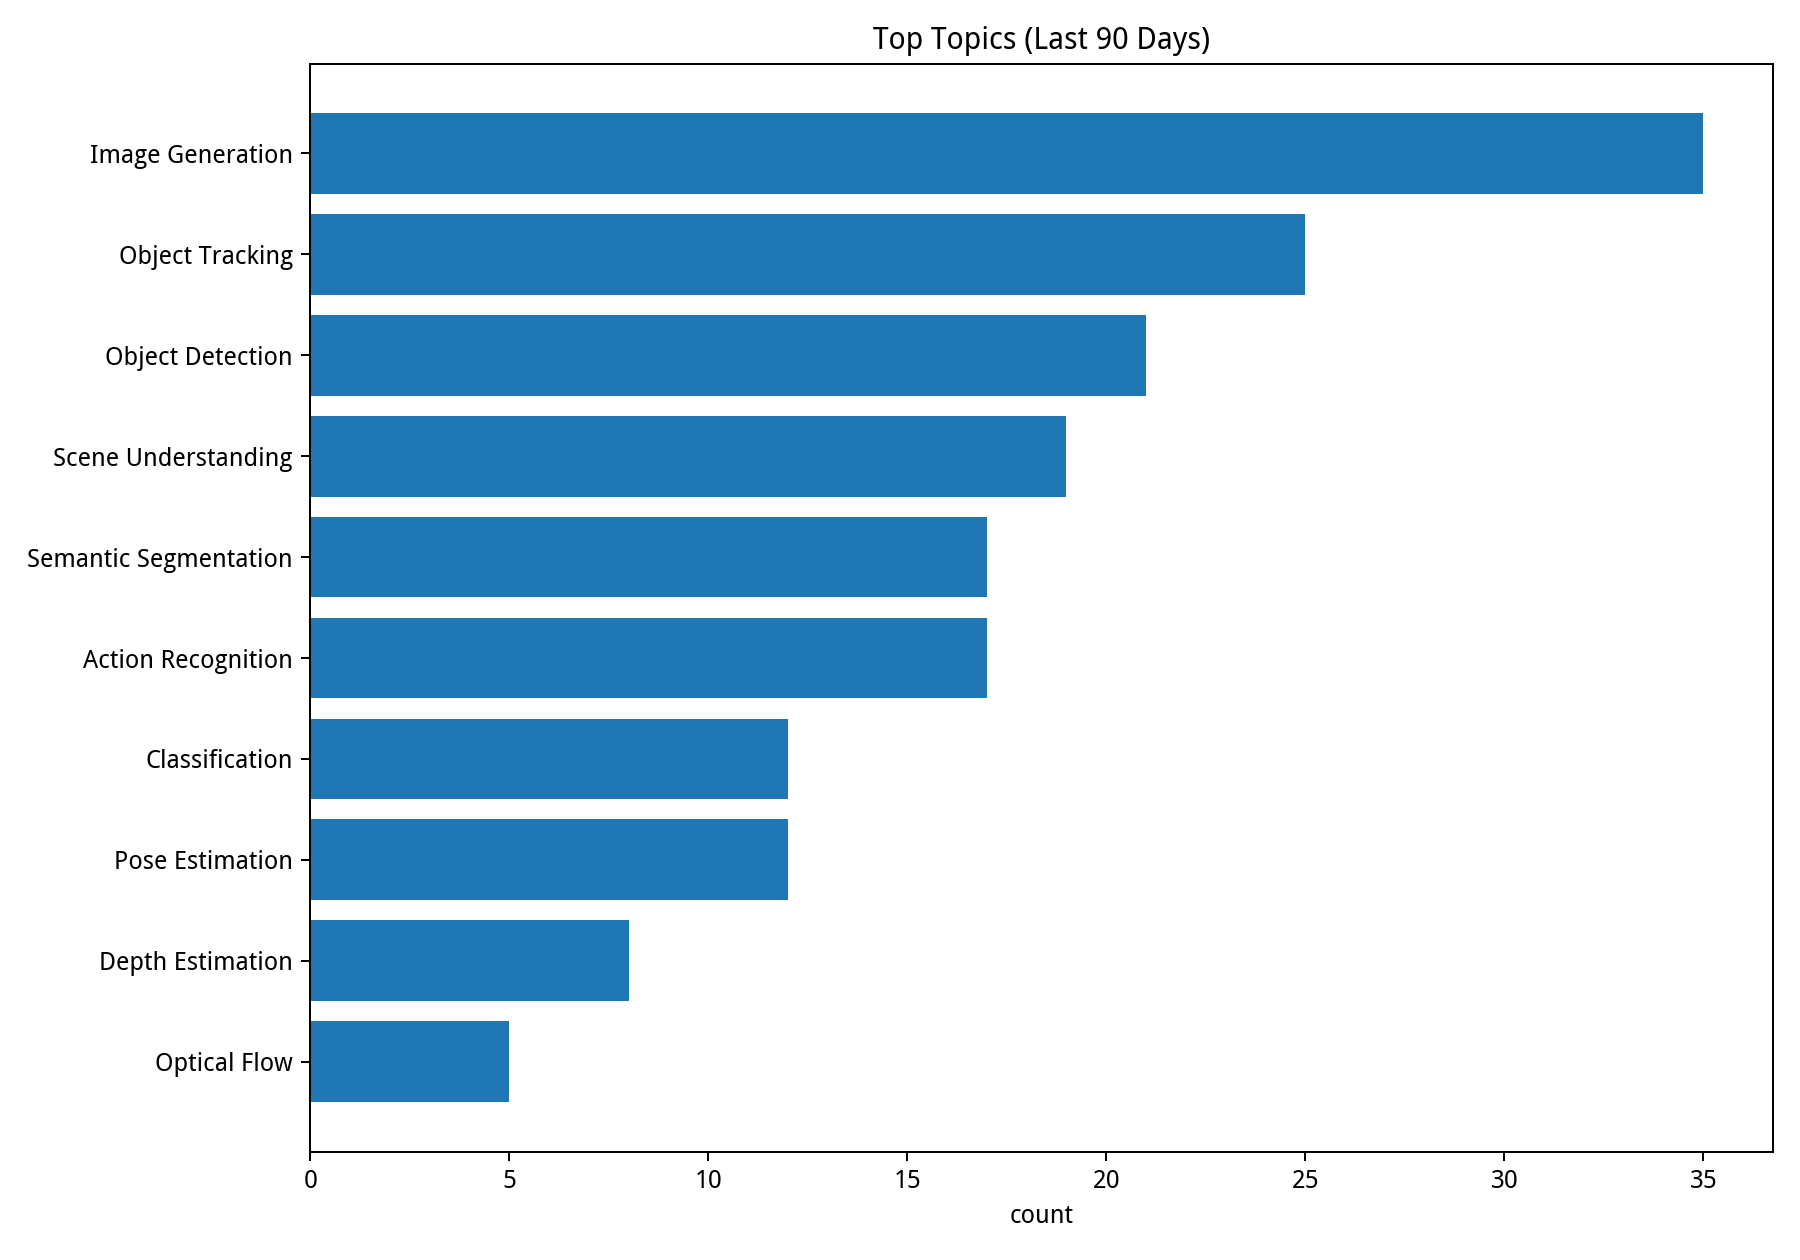 Top Topics (Last 90 Days)
Image Generation
Object Tracking
Object Detection
Scene Understanding
Semantic Segmentation
Action Recognition
Classification
Pose Estimation
Depth Estimation
Optical Flow
0 5 10 15 20 25 30 35
count